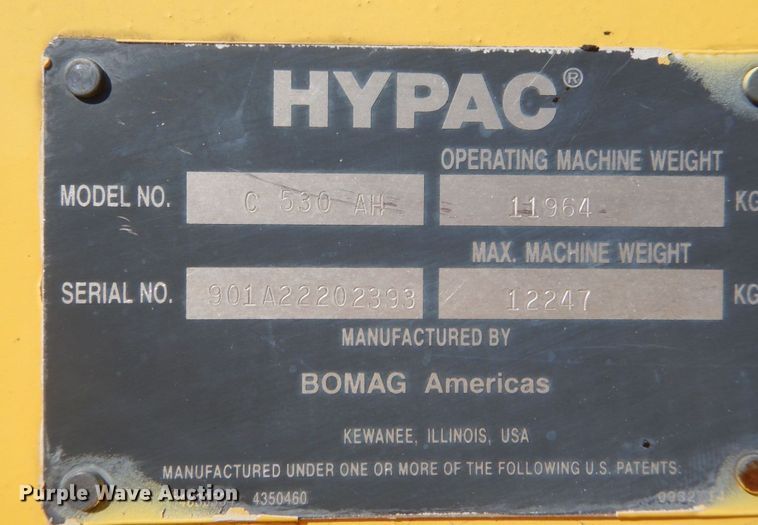 HYPAC®
OPERATING MACHINE WEIGHT
MODEL NO. C 530 AH 11964 KG
MAX. MACHINE WEIGHT
SERIAL NO. 901A22202393 12247 KG
MANUFACTURED BY
BOMAG Americas
KEWANEE, ILLINOIS, USA
MANUFACTURED UNDER ONE OR MORE OF THE FOLLOWING U.S. PATENTS:
4350460
Purple Wave Auction